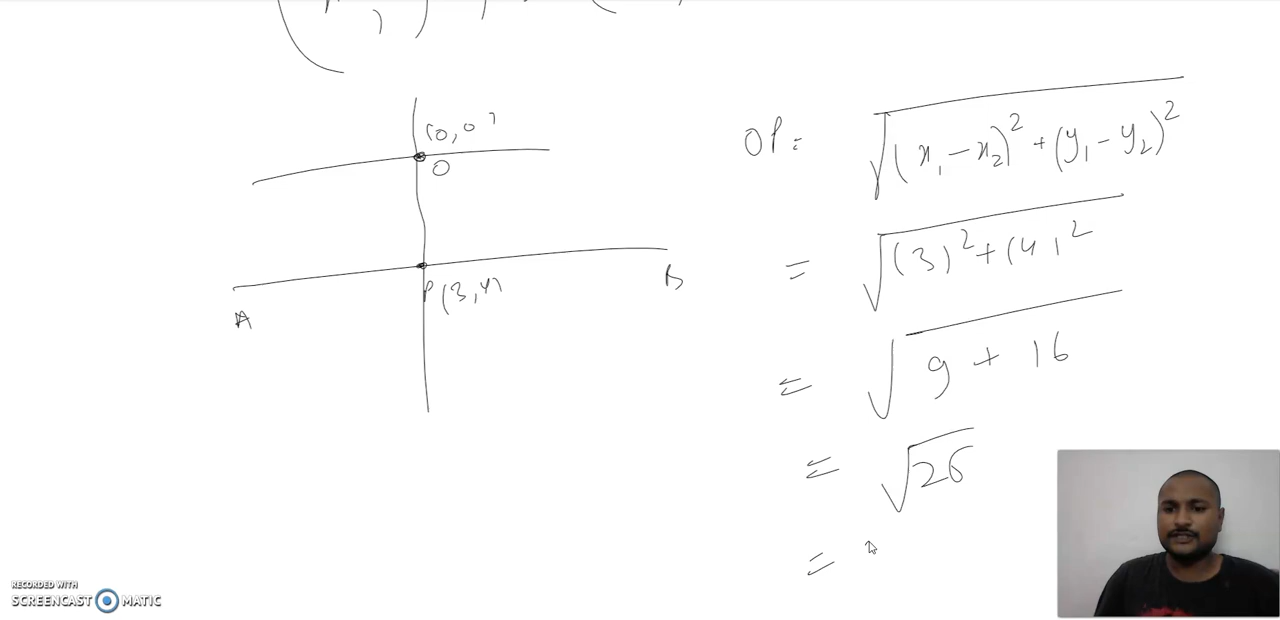 (0,0)
O
P(3,4)
A
B
OP = √(x₁-x₂)² + (y₁-y₂)²
= √(3)² + (4)²
= √9 + 16
= √25
=
RECORDED WITH
SCREENCAST MATIC